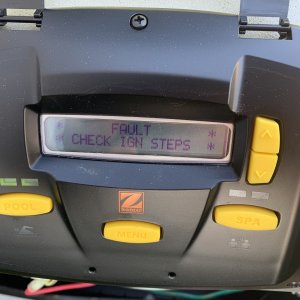 * FAULT *
* CHECK IGN STEPS *
POOL
MENU
SPA